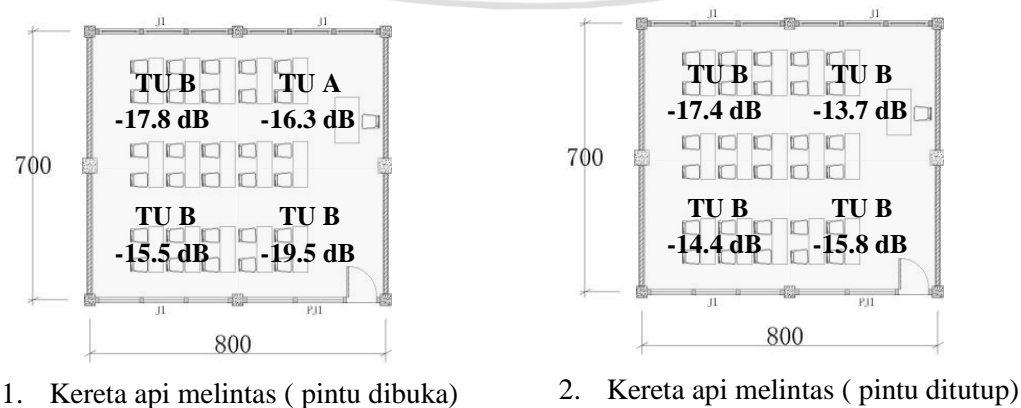 J1 J1
TU B TU A
-17.8 dB -16.3 dB
700
TU B TU B
-15.5 dB -19.5 dB
J1 PJ1
800
1. Kereta api melintas ( pintu dibuka)
J1 J1
TU B TU B
-17.4 dB -13.7 dB
700
TU B TU B
-14.4 dB -15.8 dB
J1 PJ1
800
2. Kereta api melintas ( pintu ditutup)